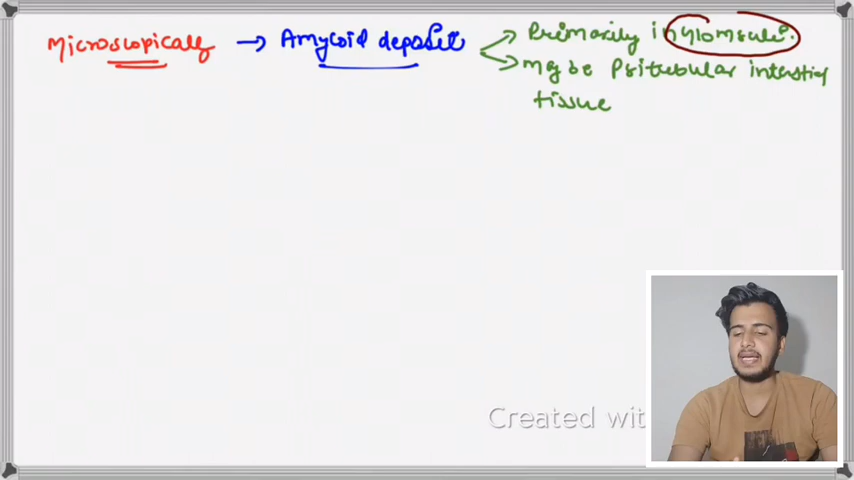 Microscopically → Amyloid deposit
Primarily in glomeruli.
may be Peritubular interstitial
tissue
Created wit